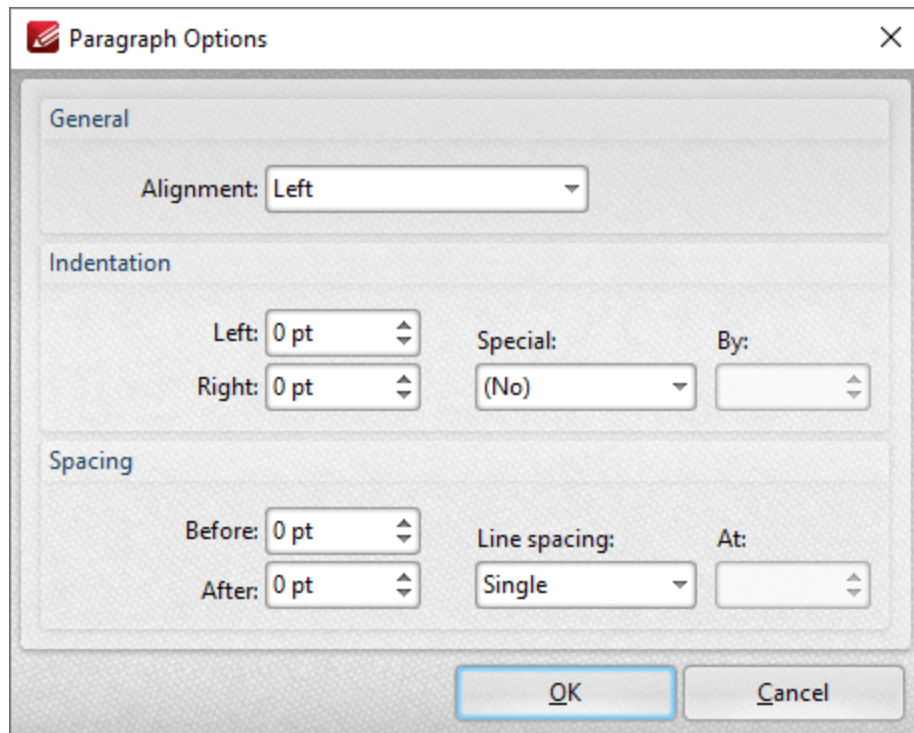 Paragraph Options
General
Alignment: Left
Indentation
Left: 0 pt
Special: By:
Right: 0 pt (No)
Spacing
Before: 0 pt
Line spacing: At:
After: 0 pt Single
OK Cancel